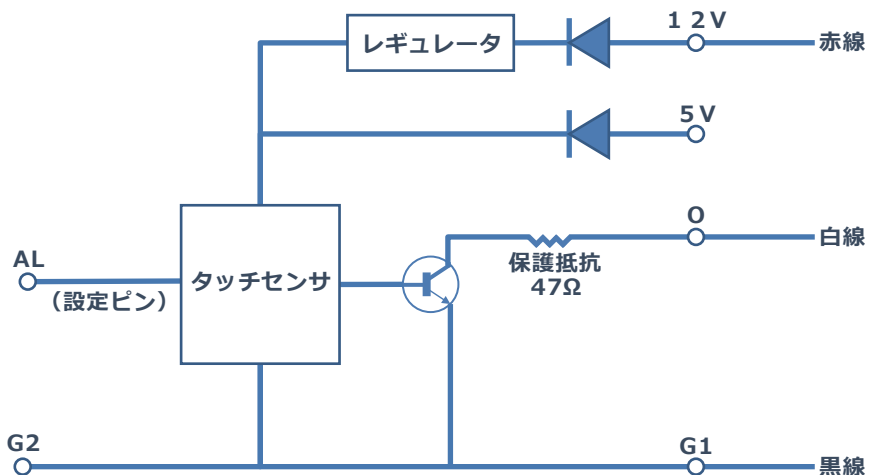 １２V
レギュレータ
赤線
５V
O
白線
保護抵抗
47Ω
AL
（設定ピン）
タッチセンサ
G2
G1
黒線